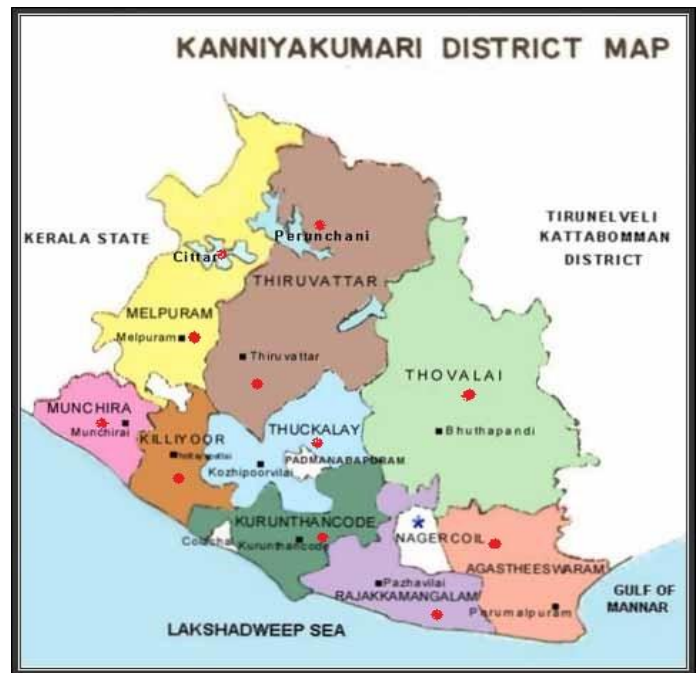 KANNIYAKUMARI DISTRICT MAP
KERALA STATE
TIRUNELVELI
KATTABOMMAN
DISTRICT
Perunchani
Cittar
THIRUVATTAR
MELPURAM
Melpuram
Thiruvattar
THOVALAI
MUNCHIRA
Munchirai
KILLIYOOR
THUCKALAY
Bhuthapandi
PADMANABAPURAM
Kozhipoorvilai
KURUNTHANCODE
Colachal
Kurunthancode
NAGERCOIL
AGASTHEESWARAM
Pazhavilai
RAJAKKAMANGALAM
Perumalpuram
GULF OF
MANNAR
LAKSHADWEEP SEA